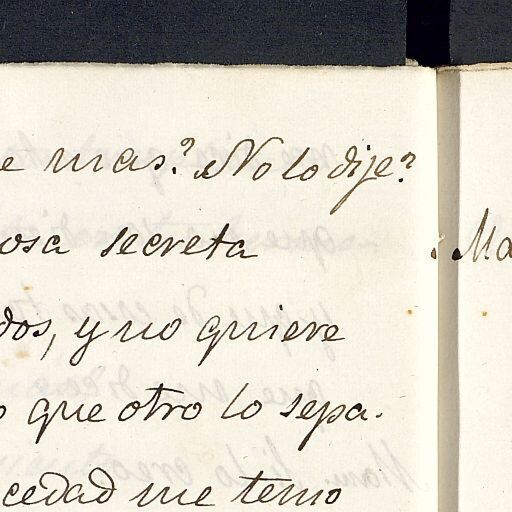 e mas? No lo dije?
osa secreta
dos, y no quiere
o que otro lo sepa.
cedad me temo
Ma